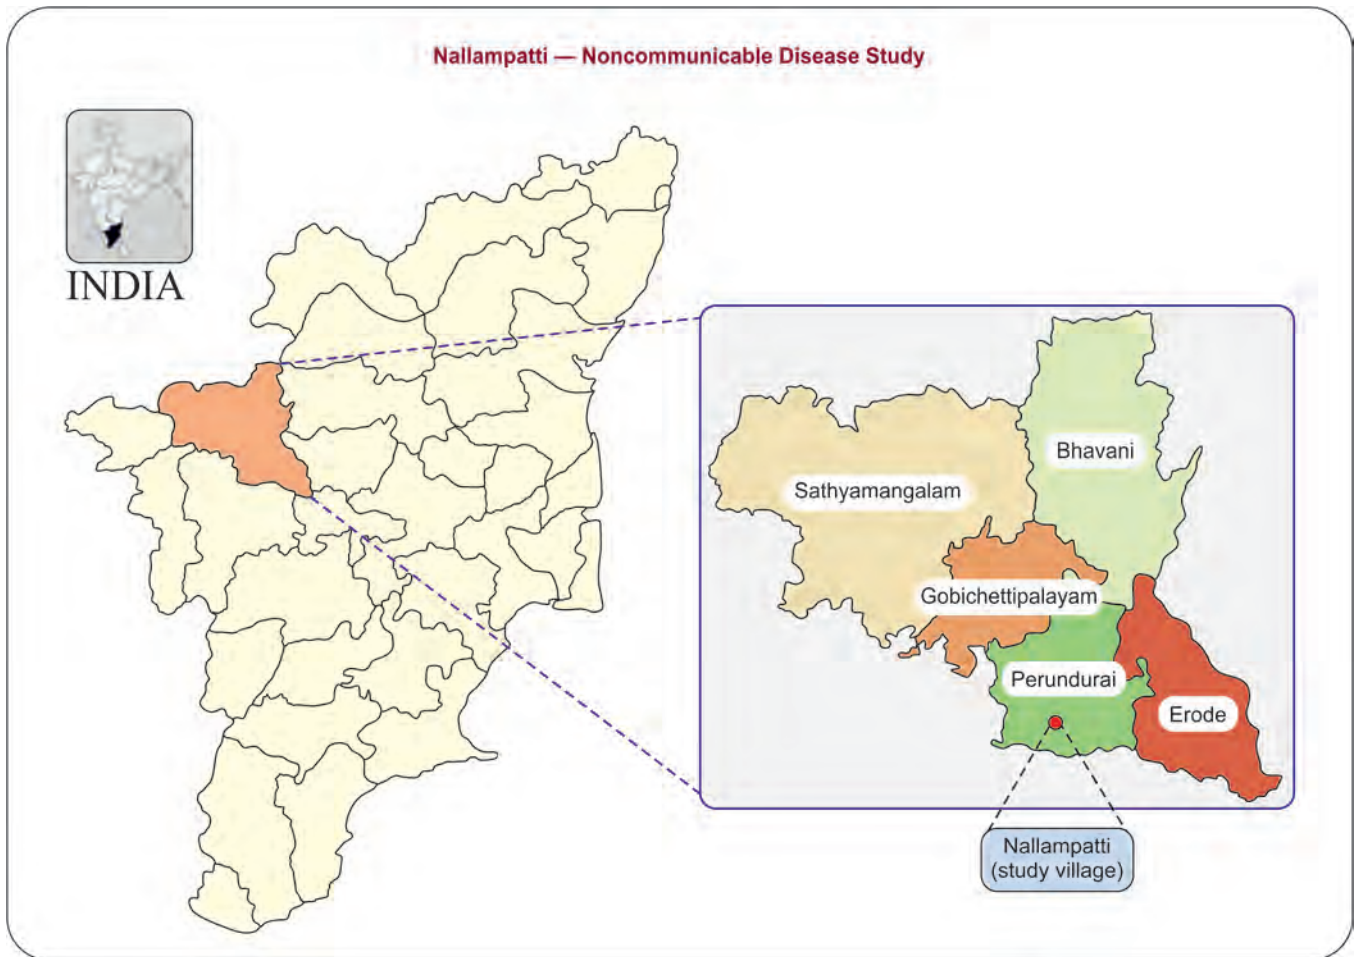 Nallampatti — Noncommunicable Disease Study
INDIA
Bhavani
Sathyamangalam
Gobichettipalayam
Perundurai
Erode
Nallampatti
(study village)